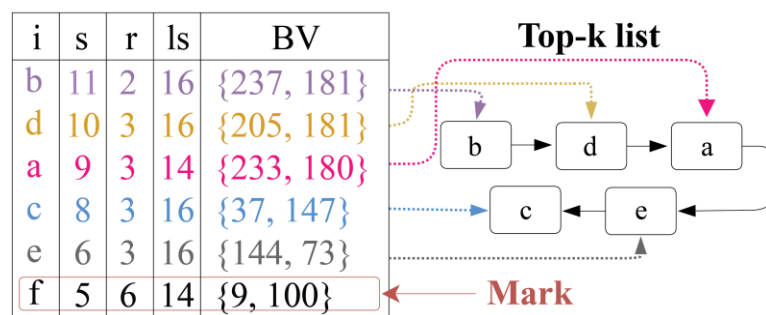 i s r ls BV
b 11 2 16 {237, 181}
d 10 3 16 {205, 181}
a 9 3 14 {233, 180}
c 8 3 16 {37, 147}
e 6 3 16 {144, 73}
f 5 6 14 {9, 100}
Top-k list
b d a
c e
Mark